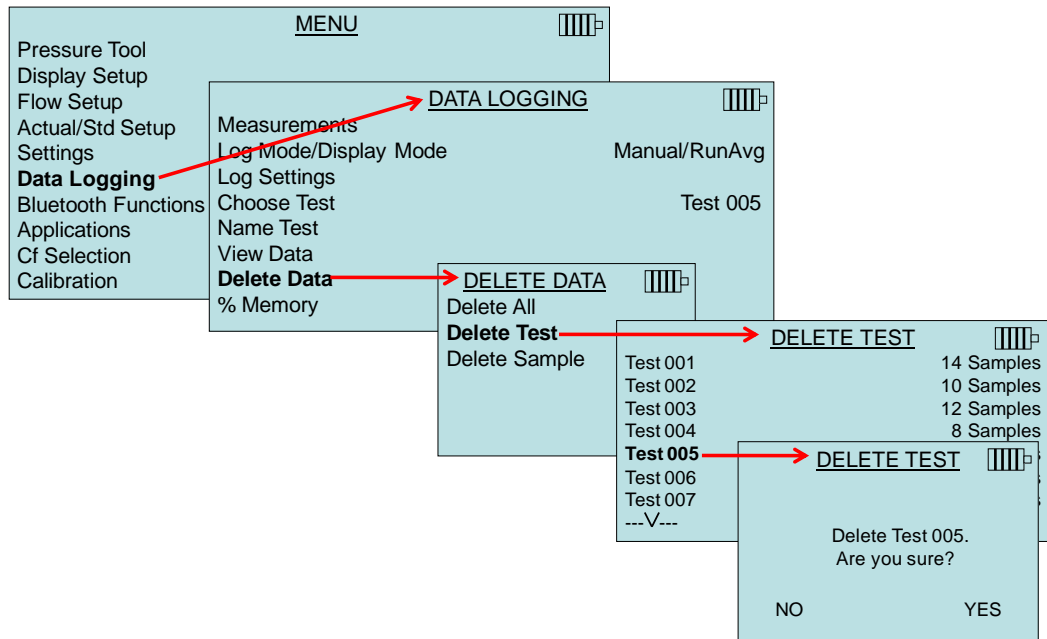 MENU
Pressure Tool
Display Setup
Flow Setup
Actual/Std Setup
Settings
Data Logging
Bluetooth Functions
Applications
Cf Selection
Calibration
DATA LOGGING
Measurements
Log Mode/Display Mode Manual/RunAvg
Log Settings
Choose Test Test 005
Name Test
View Data
Delete Data
% Memory
DELETE DATA
Delete All
Delete Test
Delete Sample
DELETE TEST
Test 001 14 Samples
Test 002 10 Samples
Test 003 12 Samples
Test 004 8 Samples
Test 005
Test 006
Test 007
---V---
DELETE TEST
Delete Test 005.
Are you sure?
NO YES